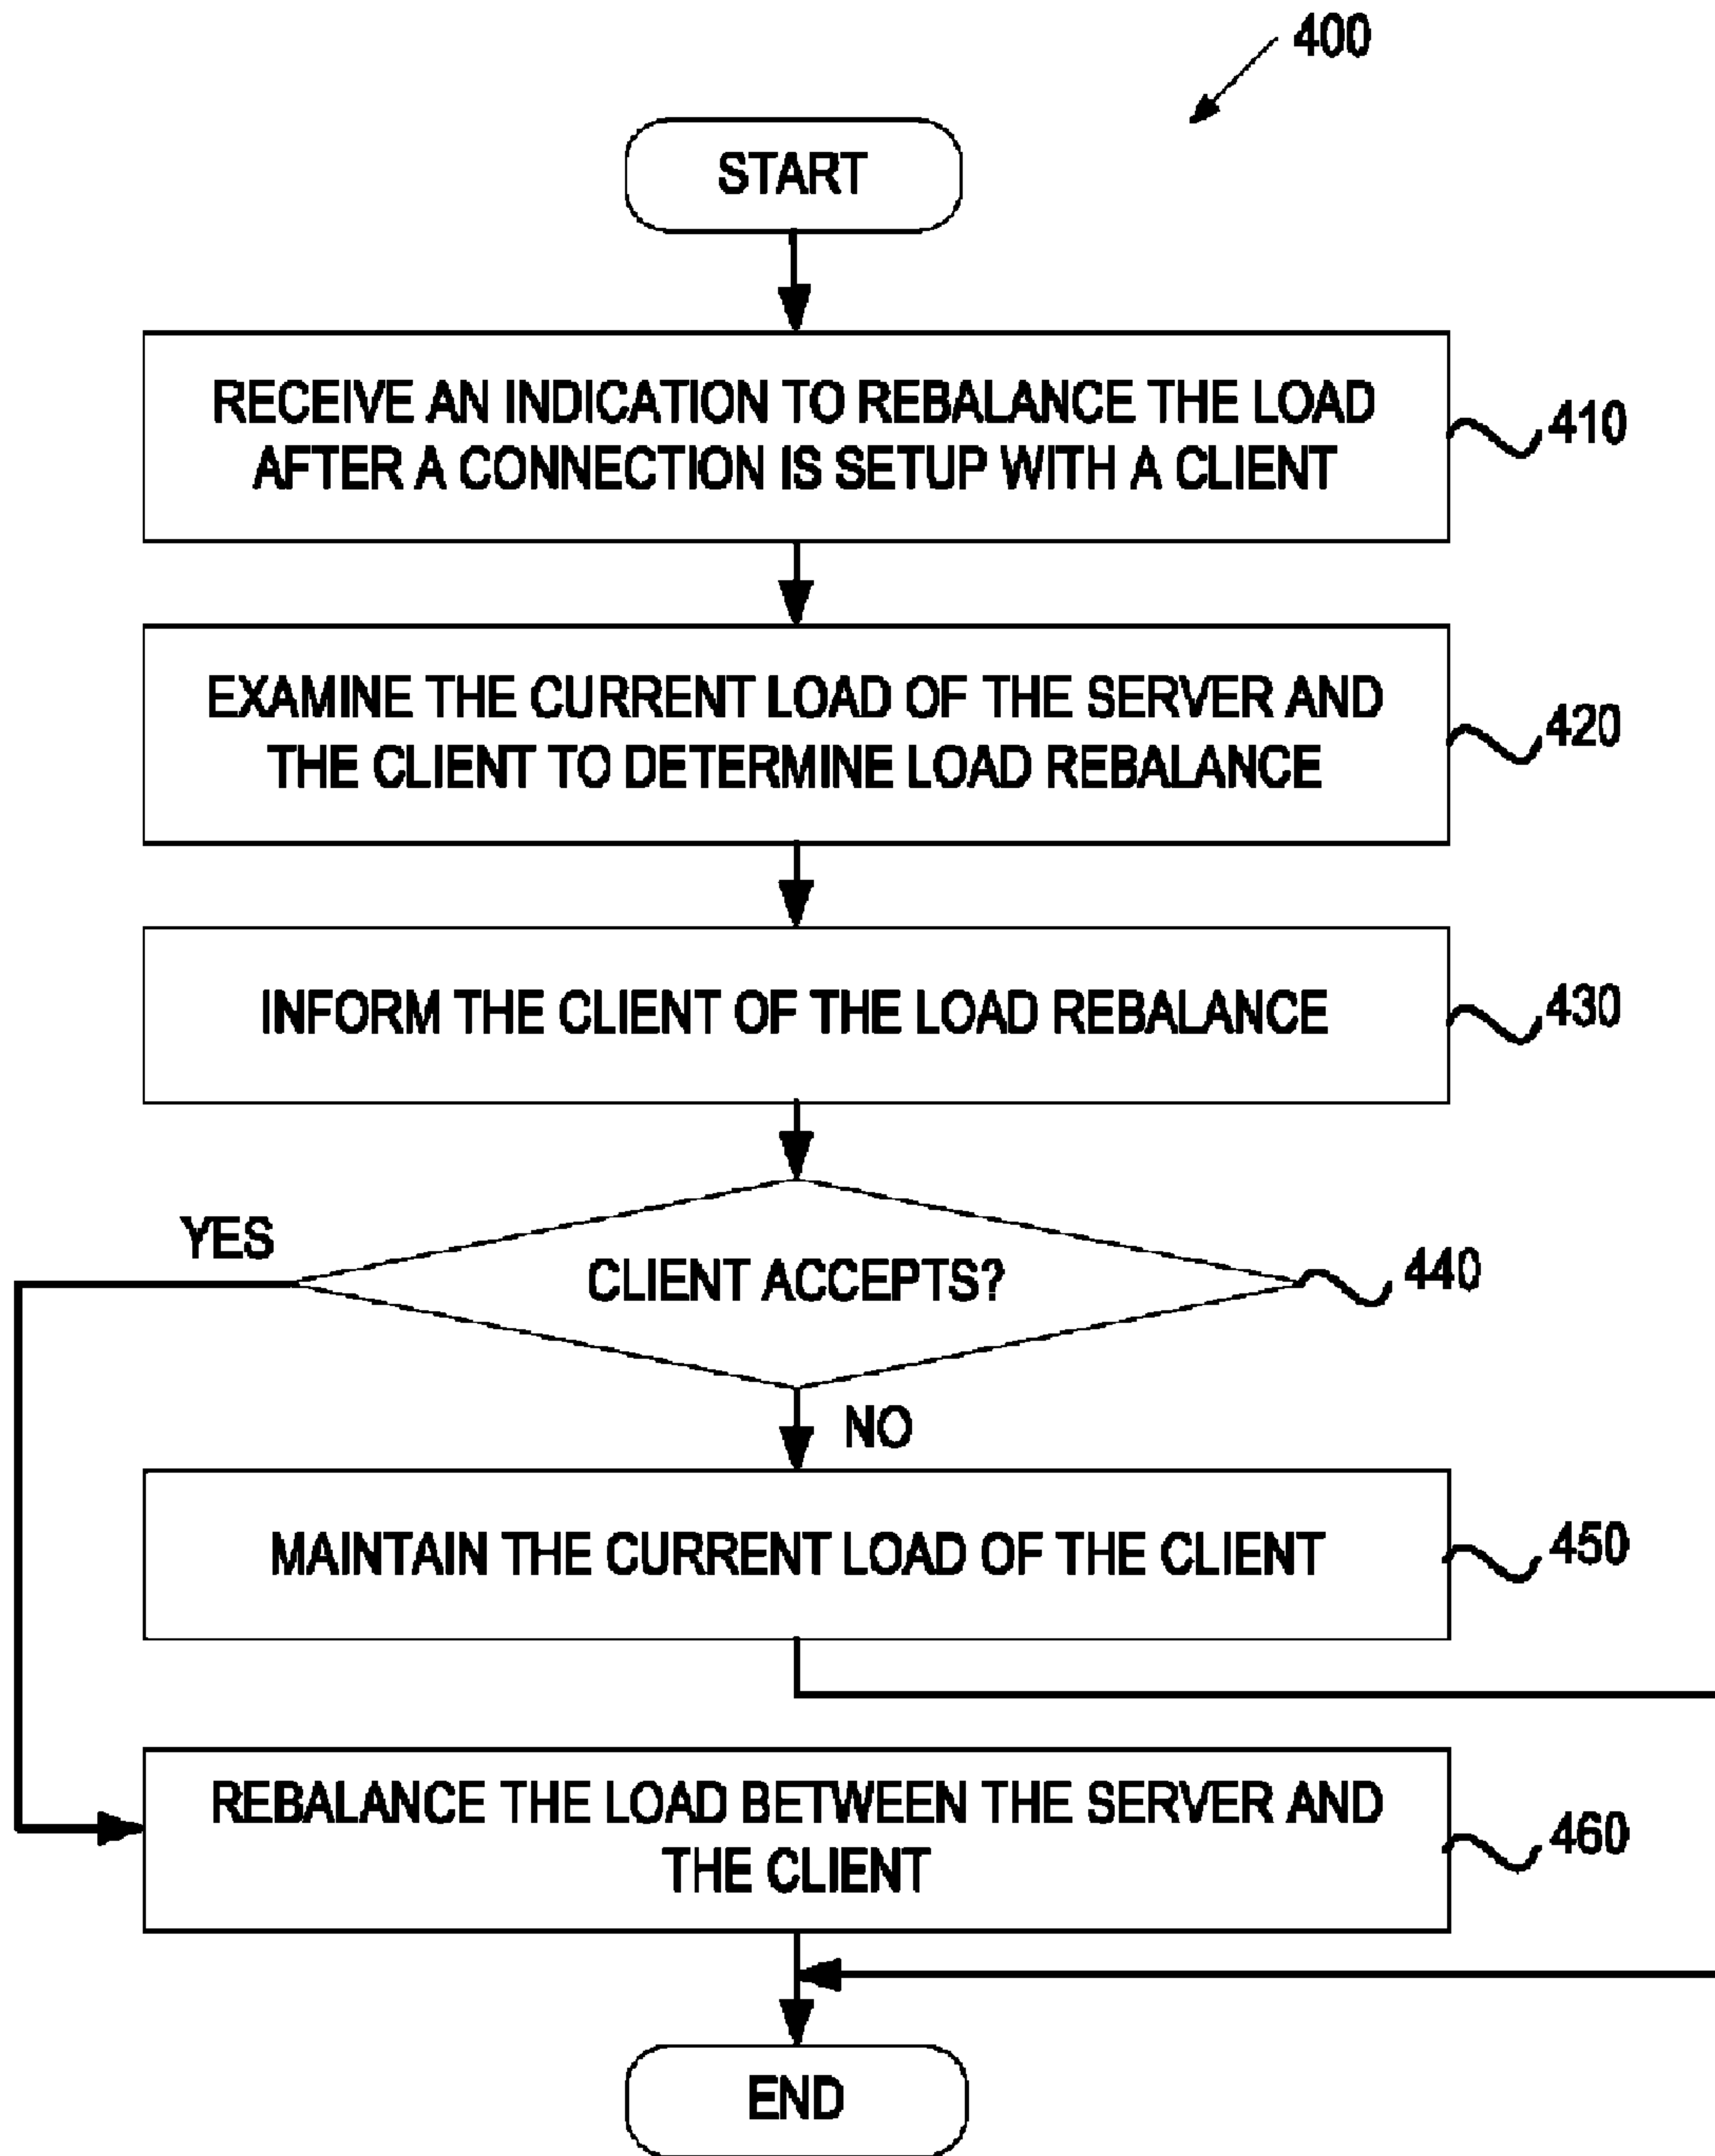 400
START
RECEIVE AN INDICATION TO REBALANCE THE LOAD
AFTER A CONNECTION IS SETUP WITH A CLIENT
410
EXAMINE THE CURRENT LOAD OF THE SERVER AND
THE CLIENT TO DETERMINE LOAD REBALANCE
420
INFORM THE CLIENT OF THE LOAD REBALANCE
430
YES
CLIENT ACCEPTS?
440
NO
MAINTAIN THE CURRENT LOAD OF THE CLIENT
450
REBALANCE THE LOAD BETWEEN THE SERVER AND
THE CLIENT
460
END